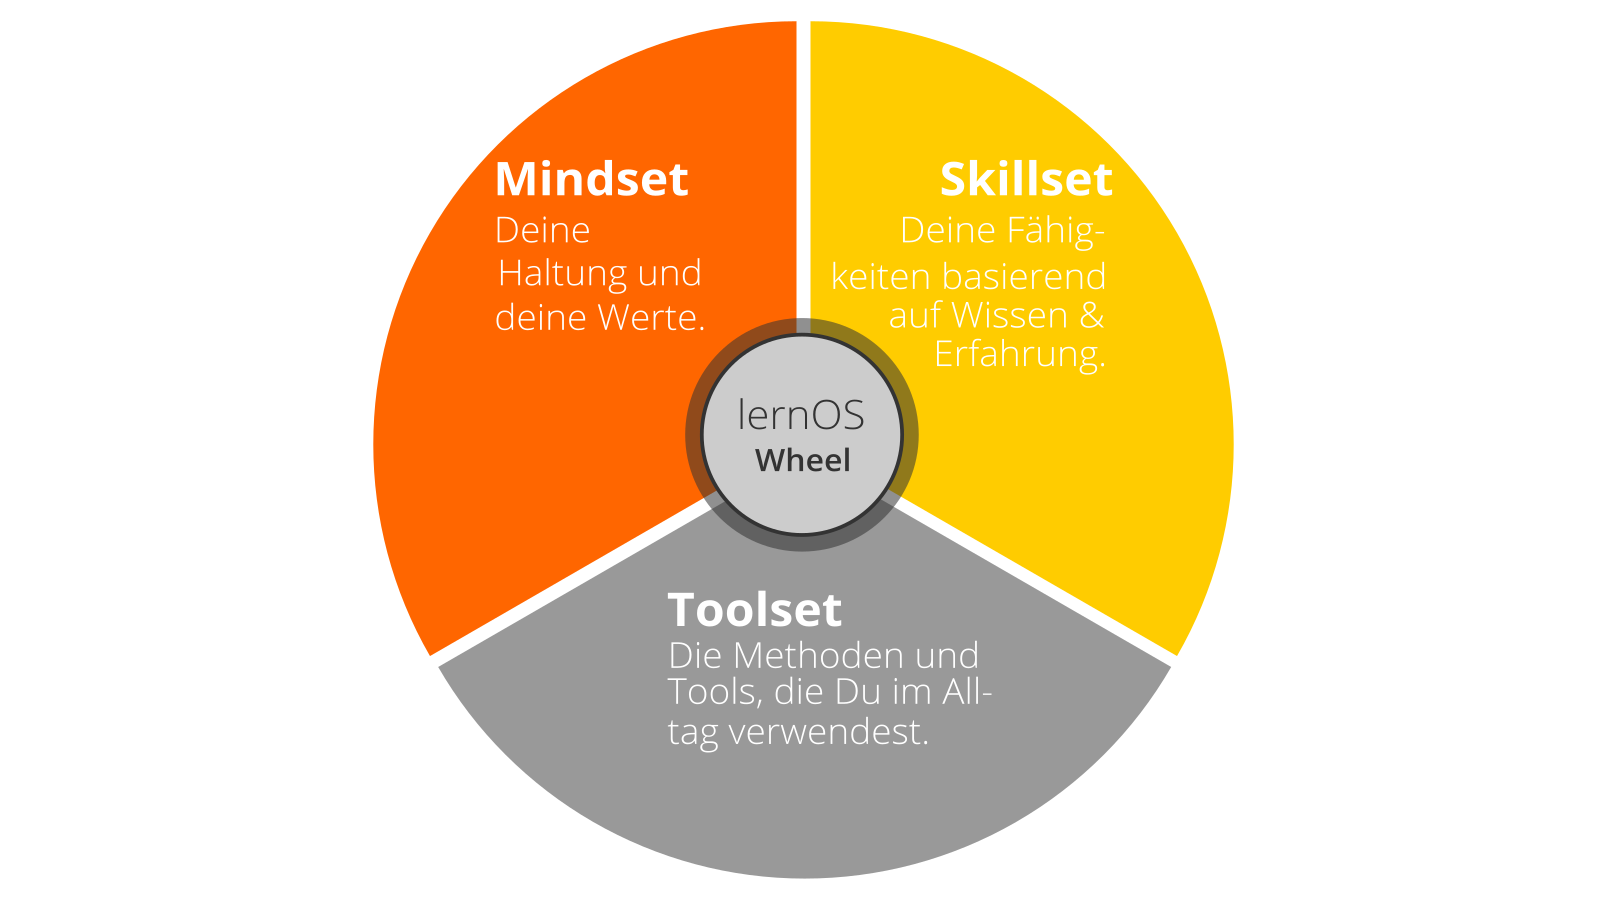 Mindset
Deine
Haltung und
deine Werte.
Skillset
Deine Fähig-
keiten basierend
auf Wissen &
Erfahrung.
lernOS
Wheel
Toolset
Die Methoden und
Tools, die Du im All-
tag verwendest.